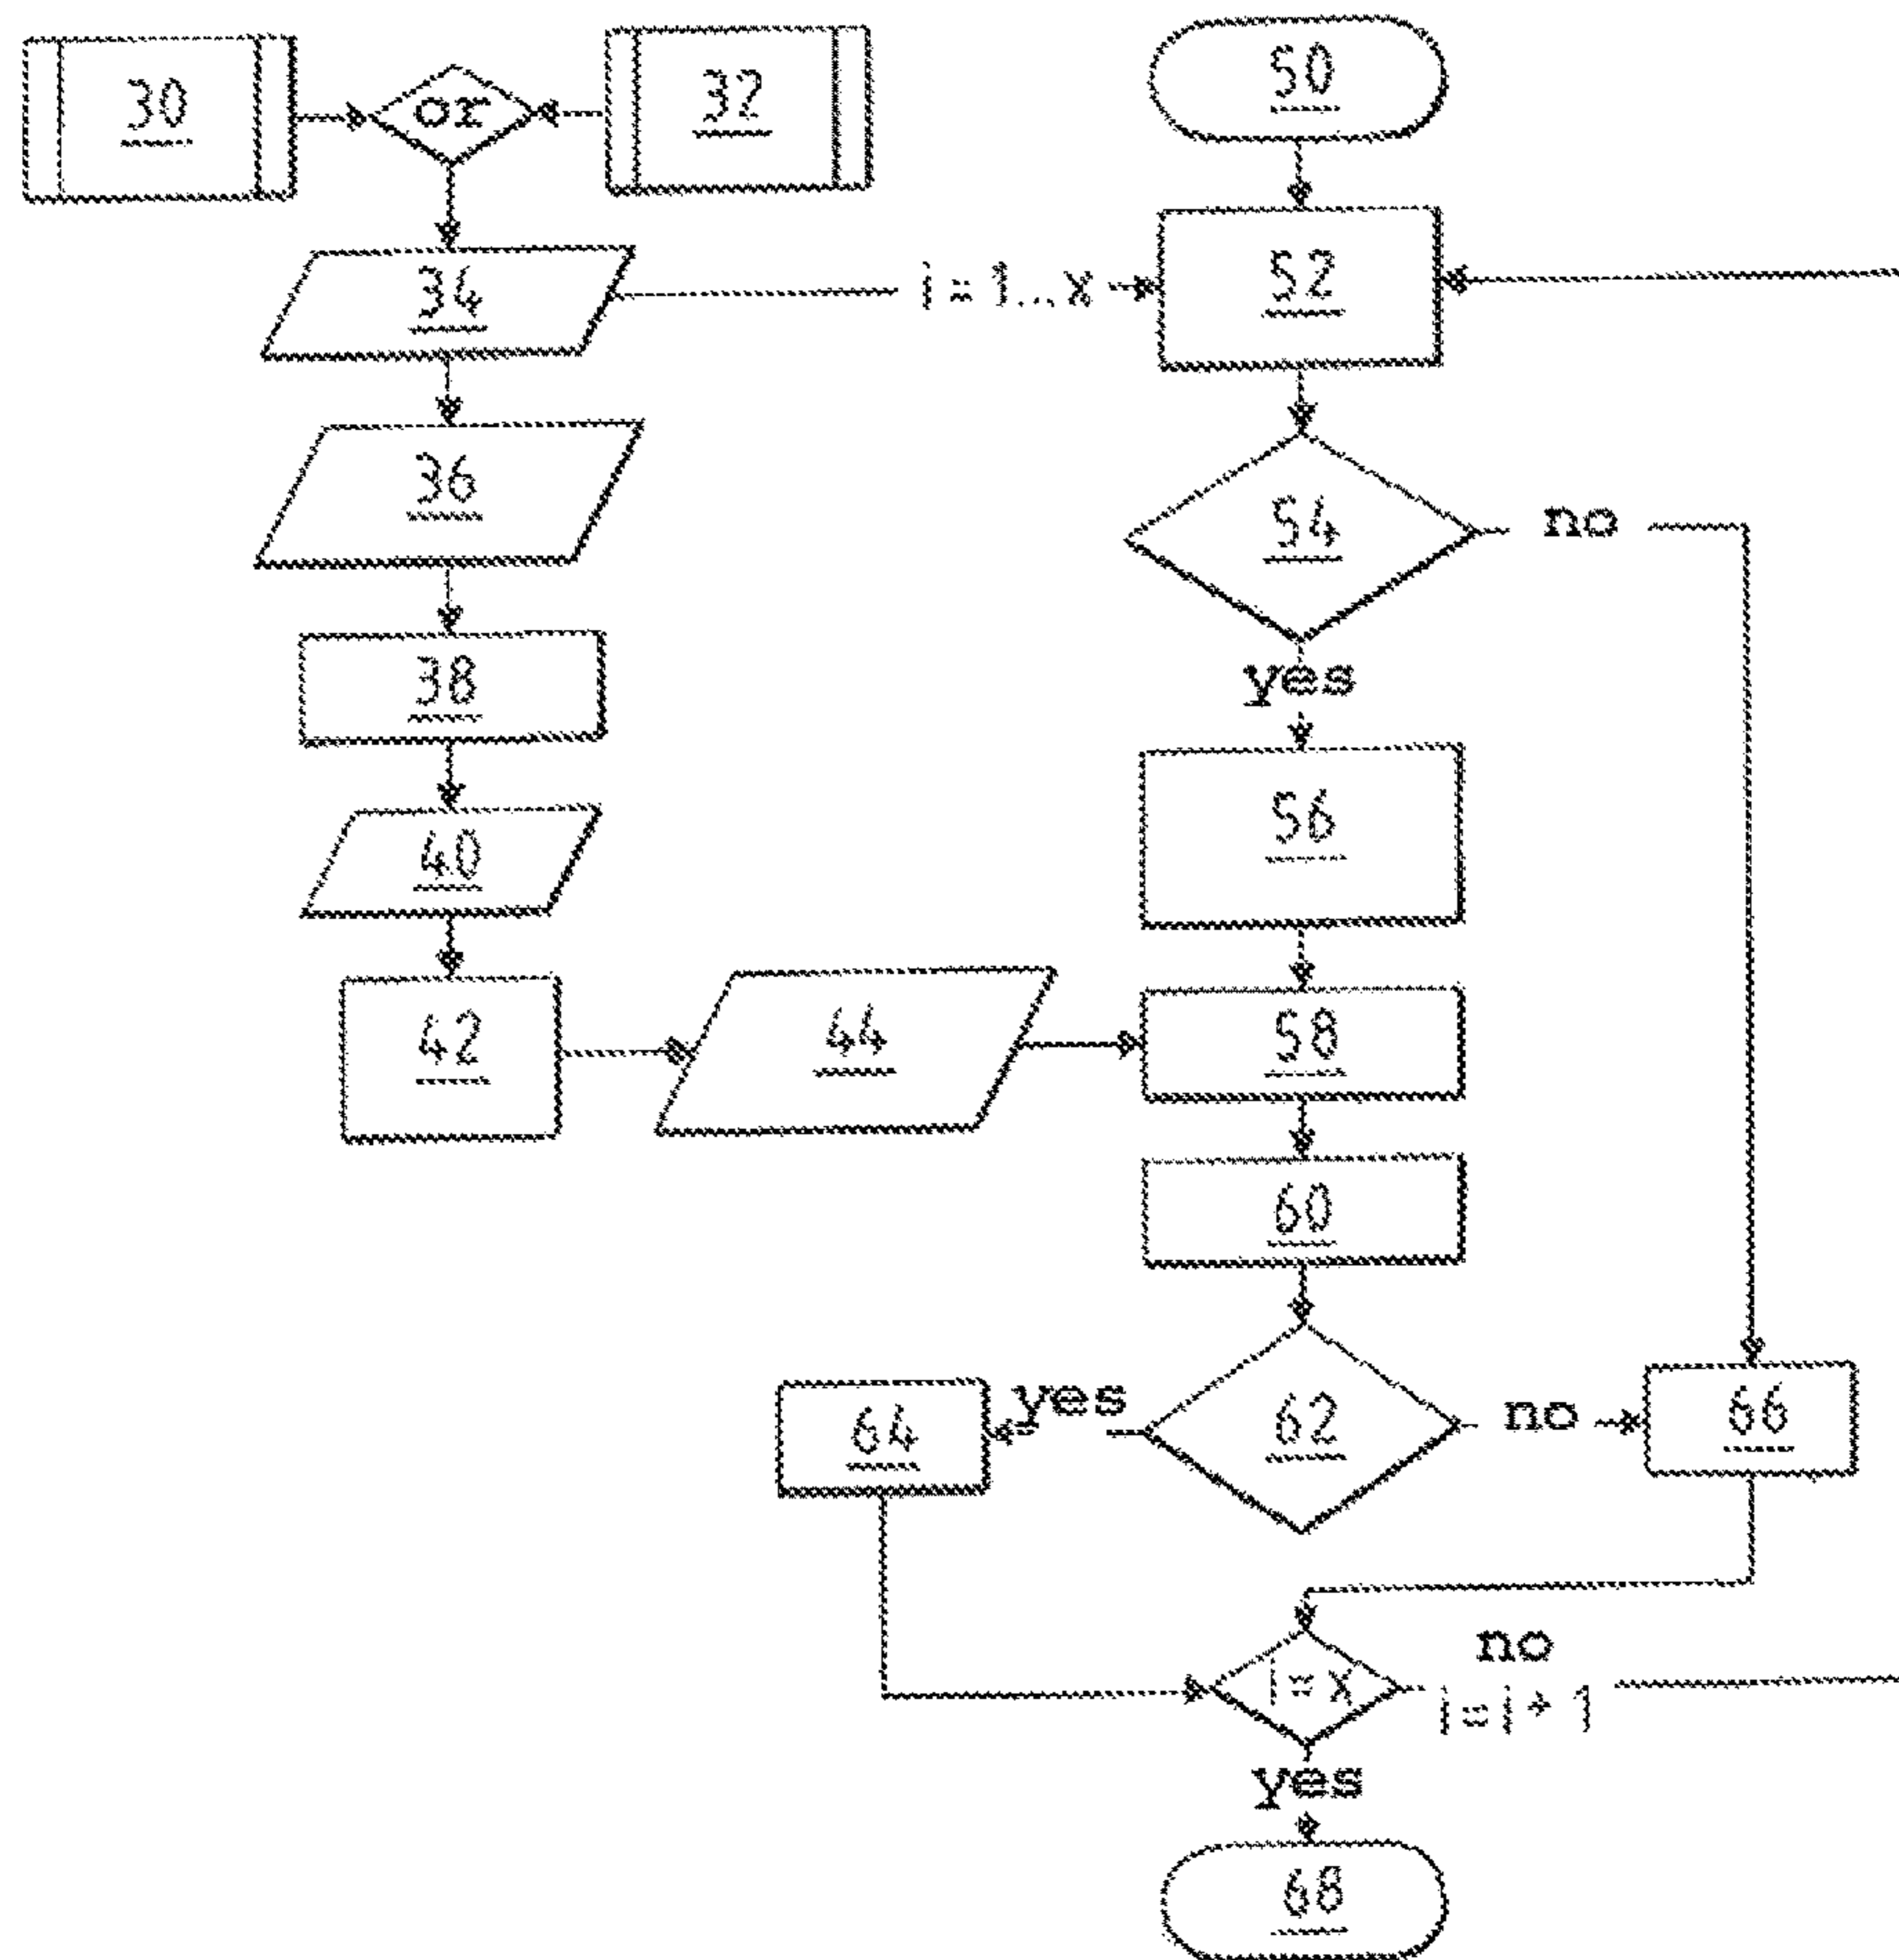 30
or
32
50
34
i=1...x
52
36
54
no
yes
38
56
40
42
44
58
60
yes
62
no
64
66
i=x
no
i=i+1
yes
68